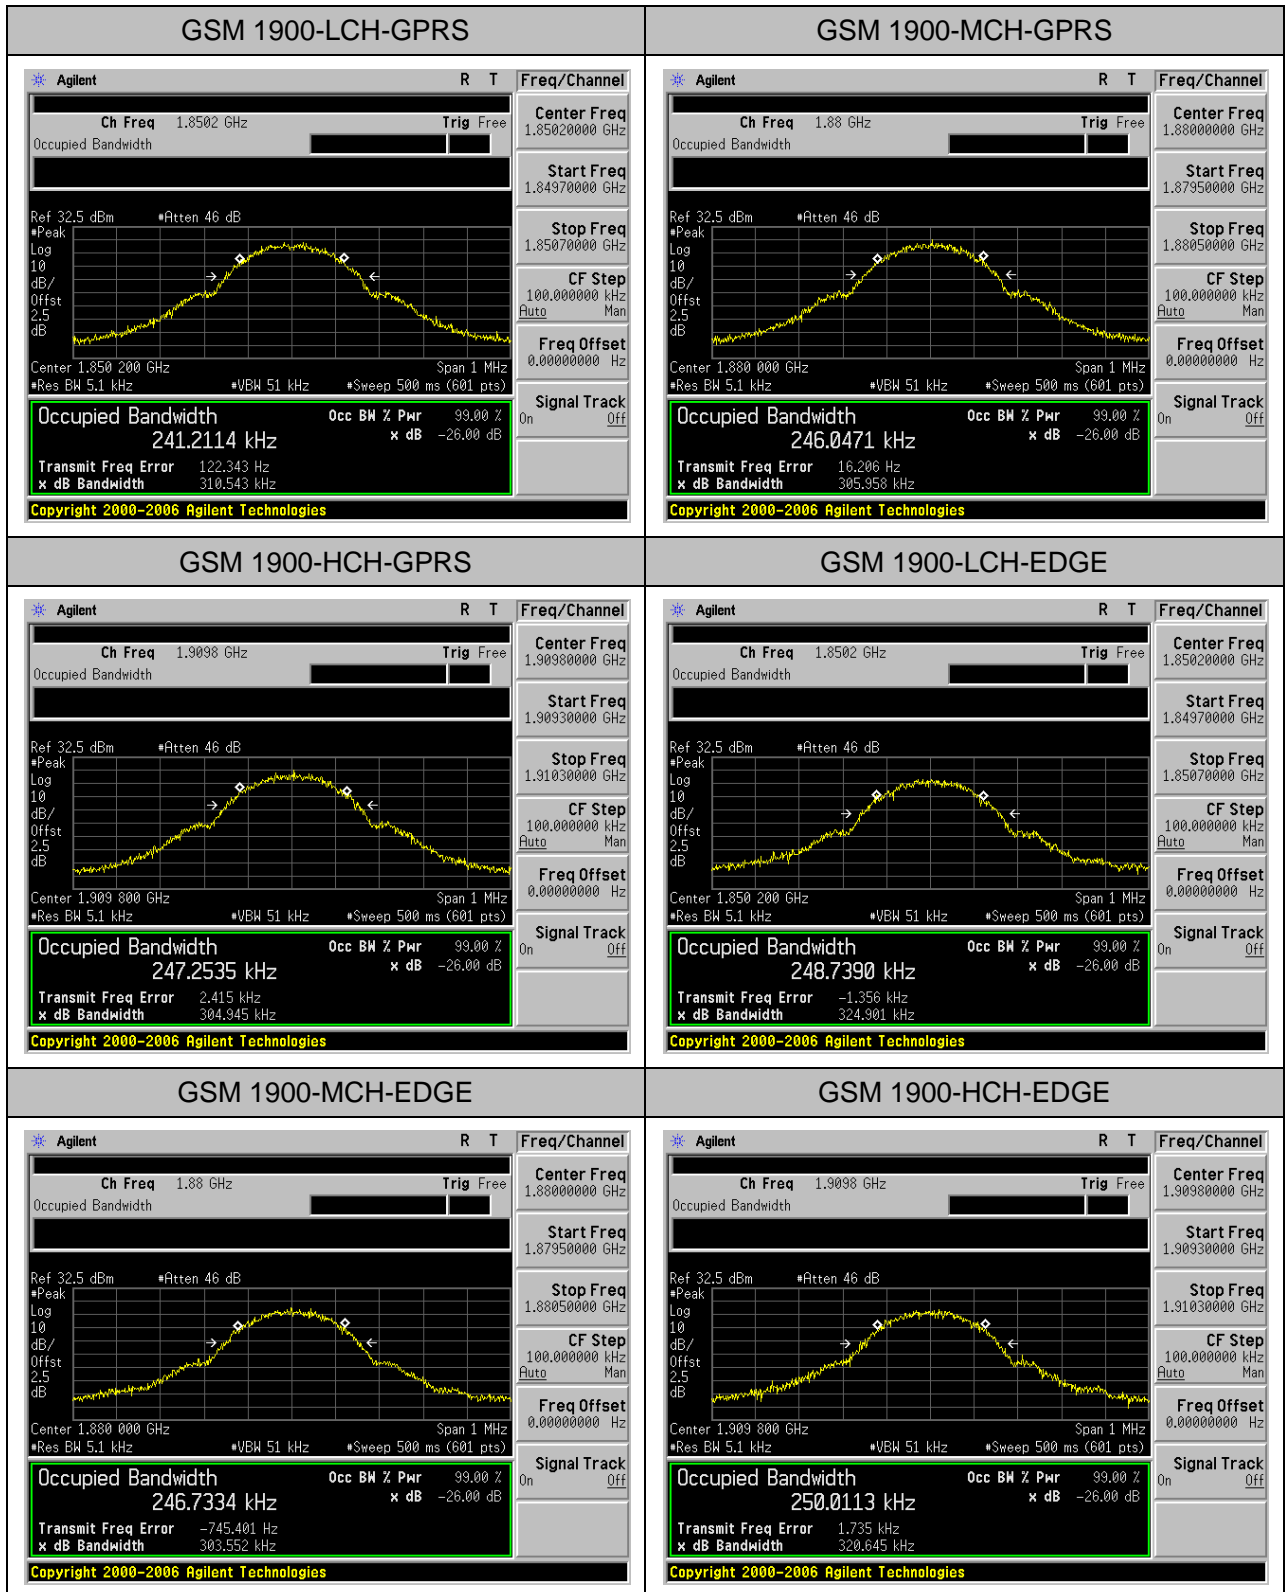 GSM 1900-LCH-GPRS
GSM 1900-MCH-GPRS
Agilent R T Freq/Channel
Ch Freq 1.8502 GHz Trig Free
Occupied Bandwidth
Center Freq
1.85020000 GHz
Start Freq
1.84970000 GHz
Stop Freq
1.85070000 GHz
CF Step
100.000000 kHz
Auto Man
Freq Offset
0.00000000 Hz
Signal Track
On Off
Ref 32.5 dBm #Atten 46 dB
#Peak
Log
10
dB/
Offst
2.5
dB
Center 1.850 200 GHz Span 1 MHz
#Res BW 5.1 kHz #VBW 51 kHz #Sweep 500 ms (601 pts)
Occupied Bandwidth Occ BW % Pwr 99.00 %
241.2114 kHz x dB -26.00 dB
Transmit Freq Error 122.343 Hz
x dB Bandwidth 310.543 kHz
Copyright 2000-2006 Agilent Technologies
Agilent R T Freq/Channel
Ch Freq 1.88 GHz Trig Free
Occupied Bandwidth
Center Freq
1.88000000 GHz
Start Freq
1.87950000 GHz
Stop Freq
1.88050000 GHz
CF Step
100.000000 kHz
Auto Man
Freq Offset
0.00000000 Hz
Signal Track
On Off
Ref 32.5 dBm #Atten 46 dB
#Peak
Log
10
dB/
Offst
2.5
dB
Center 1.880 000 GHz Span 1 MHz
#Res BW 5.1 kHz #VBW 51 kHz #Sweep 500 ms (601 pts)
Occupied Bandwidth Occ BW % Pwr 99.00 %
246.0471 kHz x dB -26.00 dB
Transmit Freq Error 16.206 Hz
x dB Bandwidth 305.958 kHz
Copyright 2000-2006 Agilent Technologies
GSM 1900-HCH-GPRS
GSM 1900-LCH-EDGE
Agilent R T Freq/Channel
Ch Freq 1.9098 GHz Trig Free
Occupied Bandwidth
Center Freq
1.90980000 GHz
Start Freq
1.90930000 GHz
Stop Freq
1.91030000 GHz
CF Step
100.000000 kHz
Auto Man
Freq Offset
0.00000000 Hz
Signal Track
On Off
Ref 32.5 dBm #Atten 46 dB
#Peak
Log
10
dB/
Offst
2.5
dB
Center 1.909 800 GHz Span 1 MHz
#Res BW 5.1 kHz #VBW 51 kHz #Sweep 500 ms (601 pts)
Occupied Bandwidth Occ BW % Pwr 99.00 %
247.2535 kHz x dB -26.00 dB
Transmit Freq Error 2.415 kHz
x dB Bandwidth 304.945 kHz
Copyright 2000-2006 Agilent Technologies
Agilent R T Freq/Channel
Ch Freq 1.8502 GHz Trig Free
Occupied Bandwidth
Center Freq
1.85020000 GHz
Start Freq
1.84970000 GHz
Stop Freq
1.85070000 GHz
CF Step
100.000000 kHz
Auto Man
Freq Offset
0.00000000 Hz
Signal Track
On Off
Ref 32.5 dBm #Atten 46 dB
#Peak
Log
10
dB/
Offst
2.5
dB
Center 1.850 200 GHz Span 1 MHz
#Res BW 5.1 kHz #VBW 51 kHz #Sweep 500 ms (601 pts)
Occupied Bandwidth Occ BW % Pwr 99.00 %
248.7390 kHz x dB -26.00 dB
Transmit Freq Error -1.356 kHz
x dB Bandwidth 324.901 kHz
Copyright 2000-2006 Agilent Technologies
GSM 1900-MCH-EDGE
GSM 1900-HCH-EDGE
Agilent R T Freq/Channel
Ch Freq 1.88 GHz Trig Free
Occupied Bandwidth
Center Freq
1.88000000 GHz
Start Freq
1.87950000 GHz
Stop Freq
1.88050000 GHz
CF Step
100.000000 kHz
Auto Man
Freq Offset
0.00000000 Hz
Signal Track
On Off
Ref 32.5 dBm #Atten 46 dB
#Peak
Log
10
dB/
Offst
2.5
dB
Center 1.880 000 GHz Span 1 MHz
#Res BW 5.1 kHz #VBW 51 kHz #Sweep 500 ms (601 pts)
Occupied Bandwidth Occ BW % Pwr 99.00 %
246.7334 kHz x dB -26.00 dB
Transmit Freq Error -745.401 Hz
x dB Bandwidth 303.552 kHz
Copyright 2000-2006 Agilent Technologies
Agilent R T Freq/Channel
Ch Freq 1.9098 GHz Trig Free
Occupied Bandwidth
Center Freq
1.90980000 GHz
Start Freq
1.90930000 GHz
Stop Freq
1.91030000 GHz
CF Step
100.000000 kHz
Auto Man
Freq Offset
0.00000000 Hz
Signal Track
On Off
Ref 32.5 dBm #Atten 46 dB
#Peak
Log
10
dB/
Offst
2.5
dB
Center 1.909 800 GHz Span 1 MHz
#Res BW 5.1 kHz #VBW 51 kHz #Sweep 500 ms (601 pts)
Occupied Bandwidth Occ BW % Pwr 99.00 %
250.0113 kHz x dB -26.00 dB
Transmit Freq Error 1.735 kHz
x dB Bandwidth 320.645 kHz
Copyright 2000-2006 Agilent Technologies